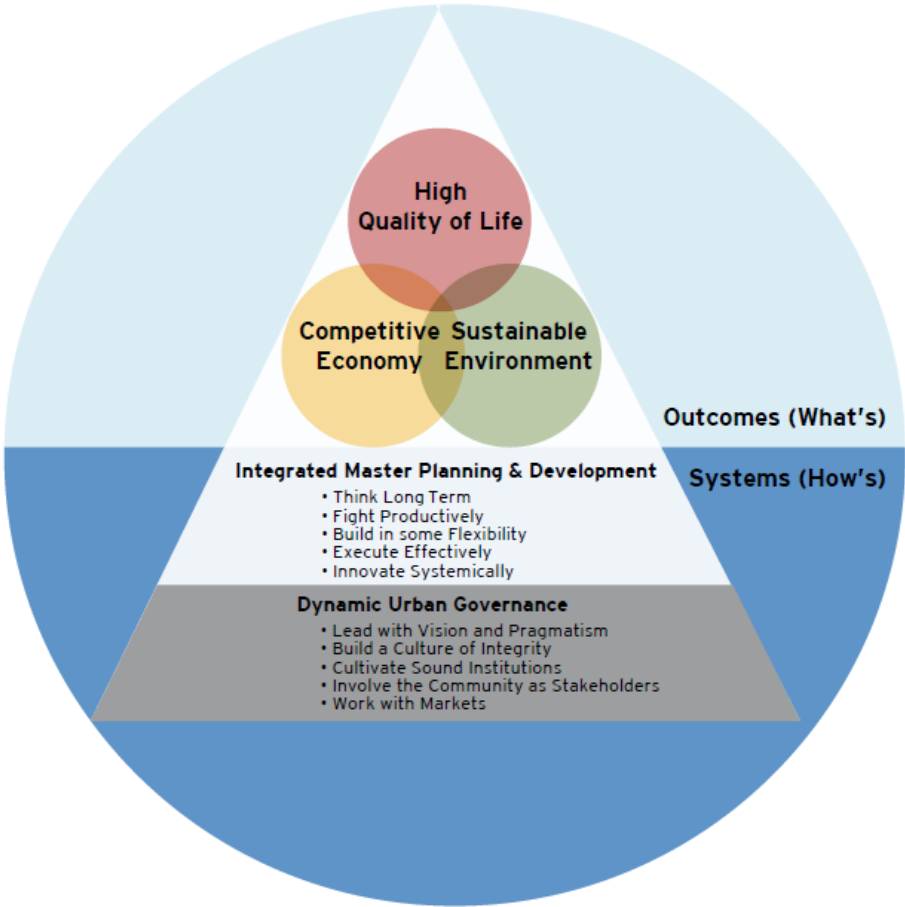 High
Quality of Life
Competitive
Economy
Sustainable
Environment
Outcomes (What's)
Systems (How's)
Integrated Master Planning & Development
• Think Long Term
• Fight Productively
• Build in some Flexibility
• Execute Effectively
• Innovate Systemically
Dynamic Urban Governance
• Lead with Vision and Pragmatism
• Build a Culture of Integrity
• Cultivate Sound Institutions
• Involve the Community as Stakeholders
• Work with Markets